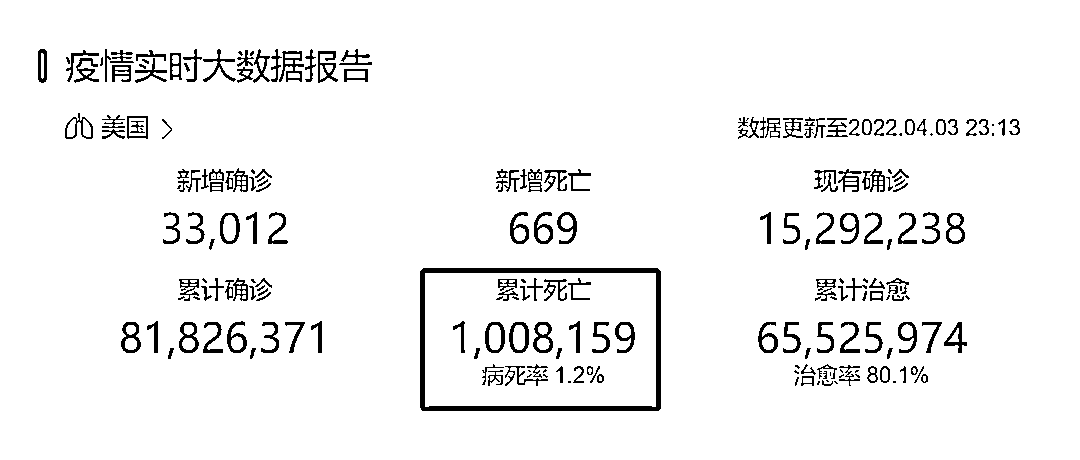 疫情实时大数据报告
美国 >
数据更新至2022.04.03 23:13
新增确诊 新增死亡 现有确诊
33,012 669 15,292,238
累计确诊 累计死亡 累计治愈
81,826,371 1,008,159 65,525,974
病死率 1.2% 治愈率 80.1%